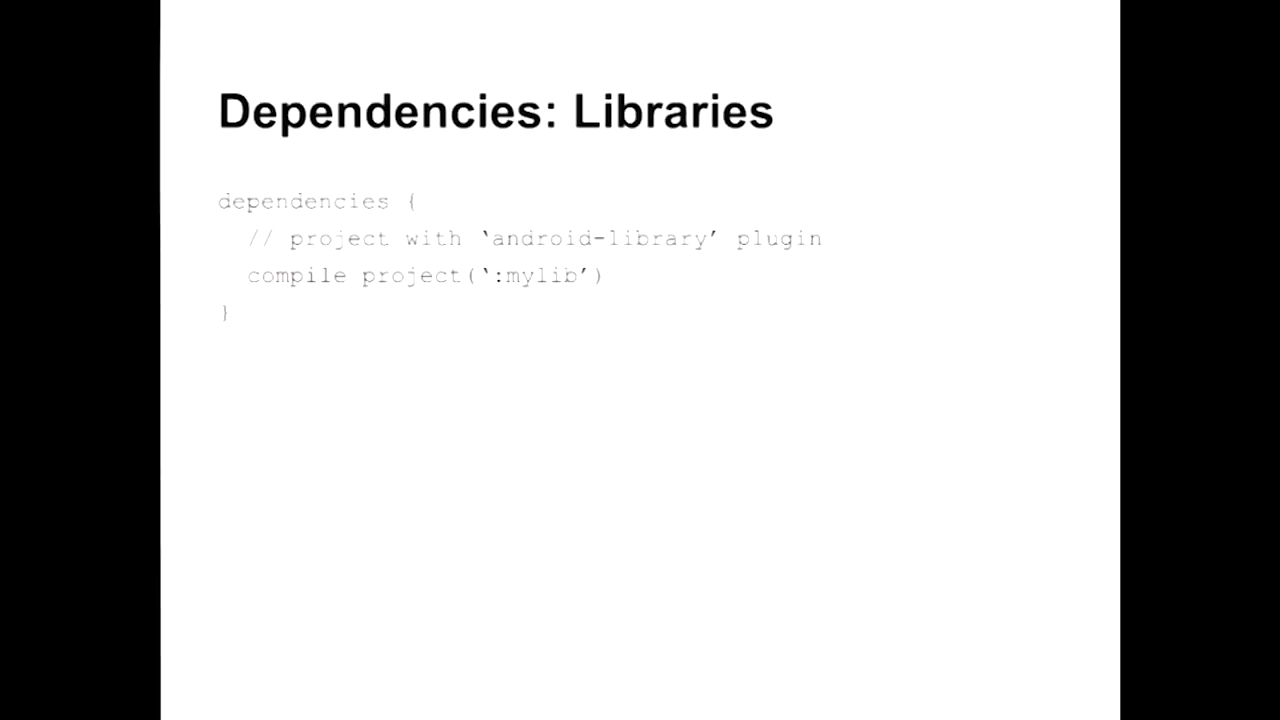 Dependencies: Libraries
dependencies {
// project with ‘android-library’ plugin
compile project(‘:mylib’)
}